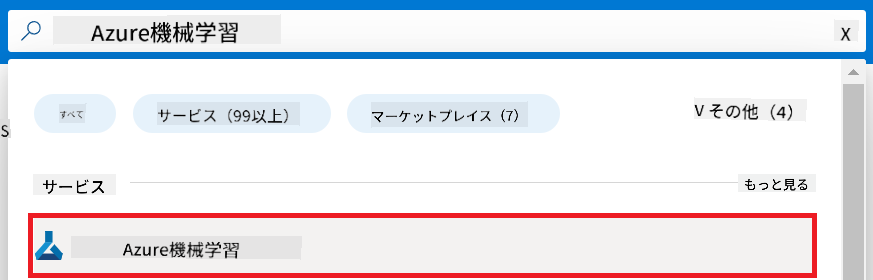 Azure機械学習 X
すべて サービス（99以上） マーケットプレイス（7） V その他（4）
S
サービス もっと見る
Azure機械学習